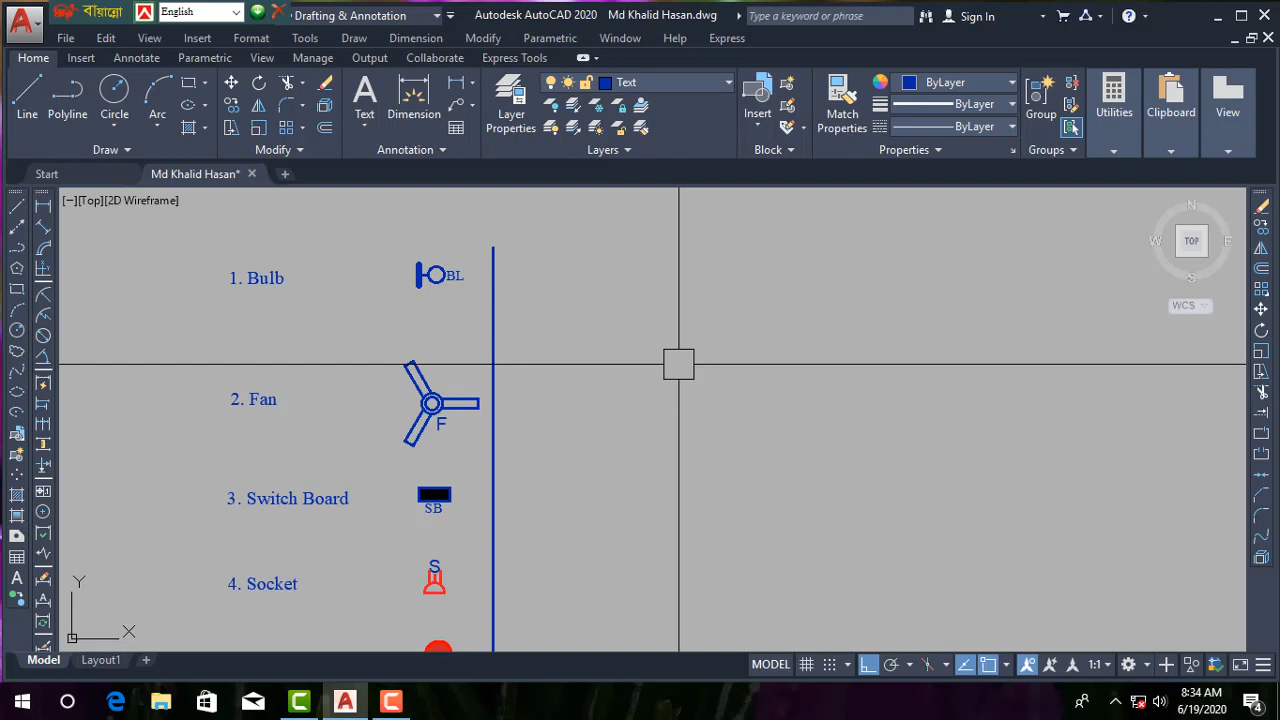 বায়ান্নো English Drafting & Annotation Autodesk AutoCAD 2020 Md Khalid Hasan.dwg Type a keyword or phrase Sign In
File Edit View Insert Format Tools Draw Dimension Modify Parametric Window Help Express
Home Insert Annotate Parametric View Manage Output Collaborate Express Tools
Text ByLayer
ByLayer
ByLayer
Line Polyline Circle Arc Text Dimension Layer Properties Insert Match Properties Group Utilities Clipboard View
Draw Modify Annotation Layers Block Properties Groups
Start Md Khalid Hasan*
[−][Top][2D Wireframe]
N
W TOP E
S
WCS
1. Bulb BL
2. Fan F
3. Switch Board SB
4. Socket S
Y
X
Model Layout1 MODEL 1:1
8:34 AM
6/19/2020
4